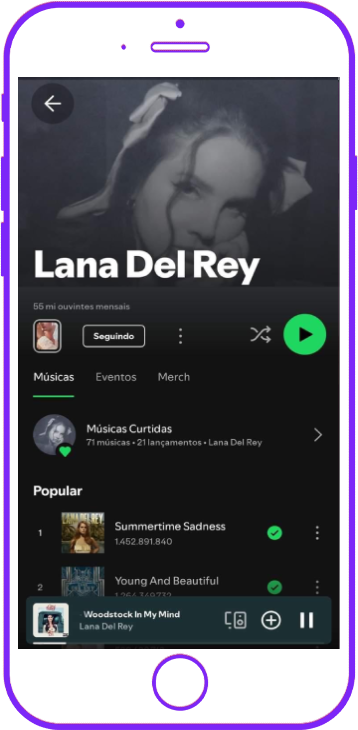 Lana Del Rey
55 mi ouvintes mensais
Seguindo
Músicas Eventos Merch
Músicas Curtidas
71 músicas • 21 lançamentos • Lana Del Rey
Popular
1 Summertime Sadness
1.452.891.840
2 Young And Beautiful
Woodstock In My Mind
Lana Del Rey